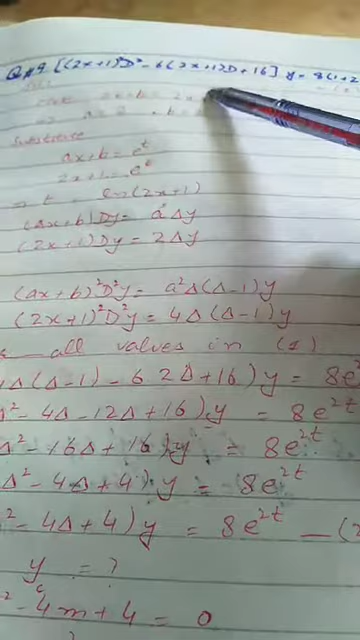 Q#9 [(2x+1)²D² - 6(2x+1)D + 16] y = 8(1+2
Substitute
ax+b = e^t
2x+1 = e^t
⇒ t = ln(2x+1)
(ax+b)Dy = aΔy
(2x+1)Dy = 2Δy
(ax+b)²D²y = a²Δ(Δ-1)y
(2x+1)²D²y = 4Δ(Δ-1)y
all values in (1)
4Δ(Δ-1) - 6 2Δ + 16)y = 8e
Δ² - 4Δ - 12Δ + 16)y = 8e^2t
Δ² - 16Δ + 16)y = 8e^2t
Δ² - 4Δ + 4)y = 8e^2t
² - 4Δ + 4)y = 8e^2t — (2
y_c = ?
² - 4m + 4 = 0